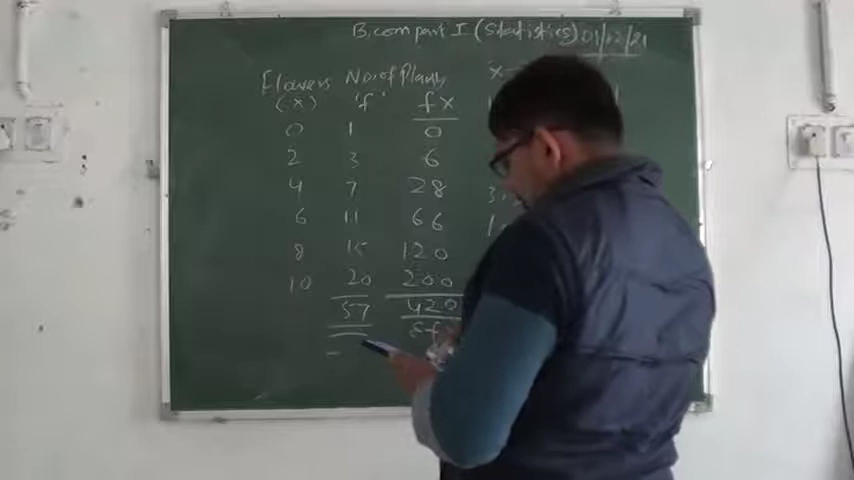 B.com part I (Statistics) 01/12/21
Flowers No. of Plants
(x) 'f' fx
0 1 0
2 3 6
4 7 28
6 11 66
8 15 120
10 20 200
57 420